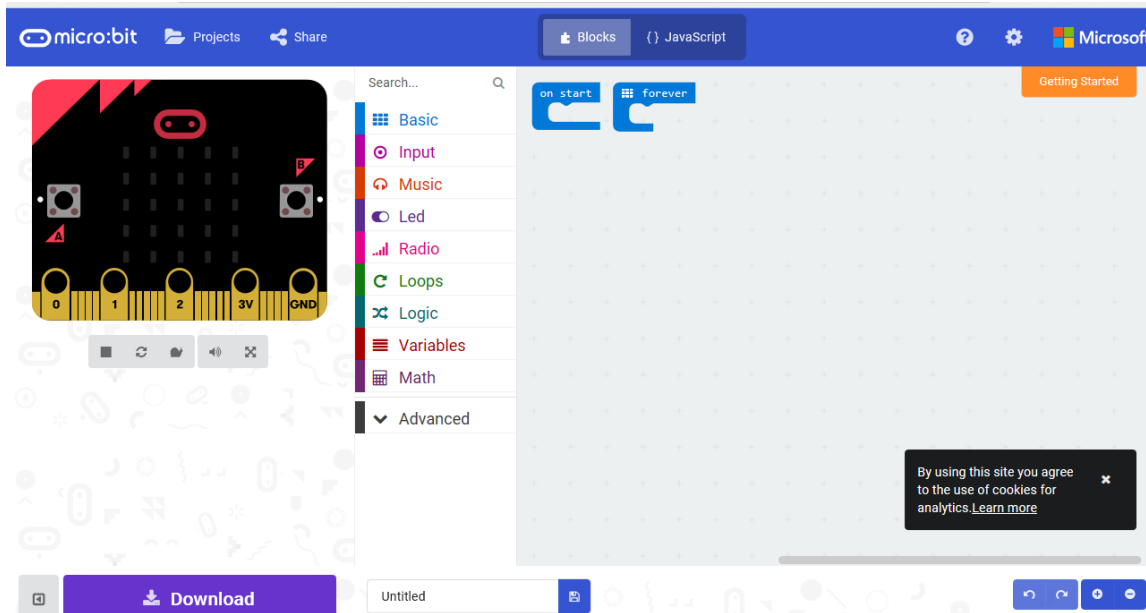 micro:bit Projects Share Blocks {} JavaScript ? Microsoft
Search...
Getting Started
on start forever
Basic
Input
Music
Led
Radio
Loops
Logic
Variables
Math
Advanced
B
A
0 1 2 3V GND
By using this site you agree
to the use of cookies for
analytics.Learn more
Download
Untitled